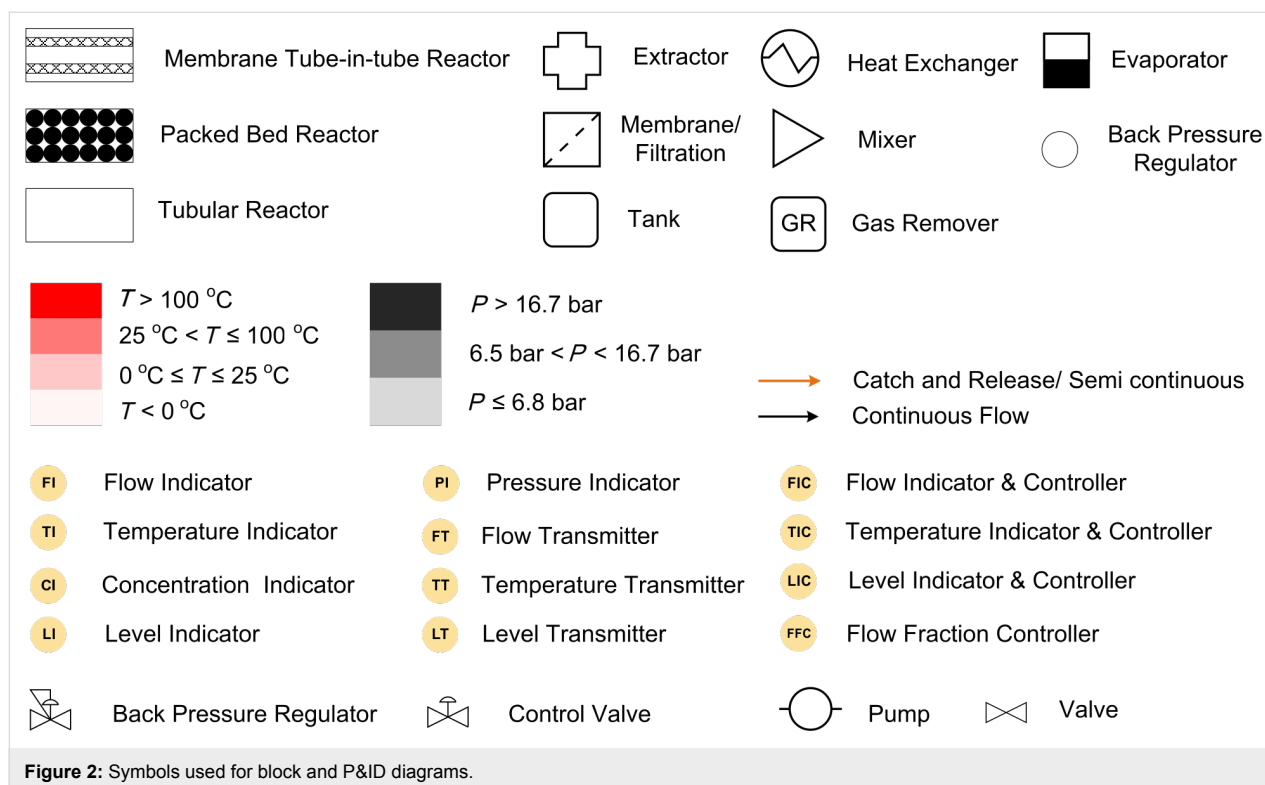 Membrane Tube-in-tube Reactor
Extractor
Heat Exchanger
Evaporator
Packed Bed Reactor
Membrane/
Filtration
Mixer
Back Pressure
Regulator
Tubular Reactor
Tank
GR
Gas Remover
T > 100 °C
25 °C < T ≤ 100 °C
0 °C ≤ T ≤ 25 °C
T < 0 °C
P > 16.7 bar
6.5 bar < P < 16.7 bar
P ≤ 6.8 bar
Catch and Release/ Semi continuous
Continuous Flow
FI Flow Indicator
PI Pressure Indicator
FIC Flow Indicator & Controller
TI Temperature Indicator
FT Flow Transmitter
TIC Temperature Indicator & Controller
CI Concentration Indicator
TT Temperature Transmitter
LIC Level Indicator & Controller
LI Level Indicator
LT Level Transmitter
FFC Flow Fraction Controller
Back Pressure Regulator
Control Valve
Pump
Valve
Figure 2: Symbols used for block and P&ID diagrams.